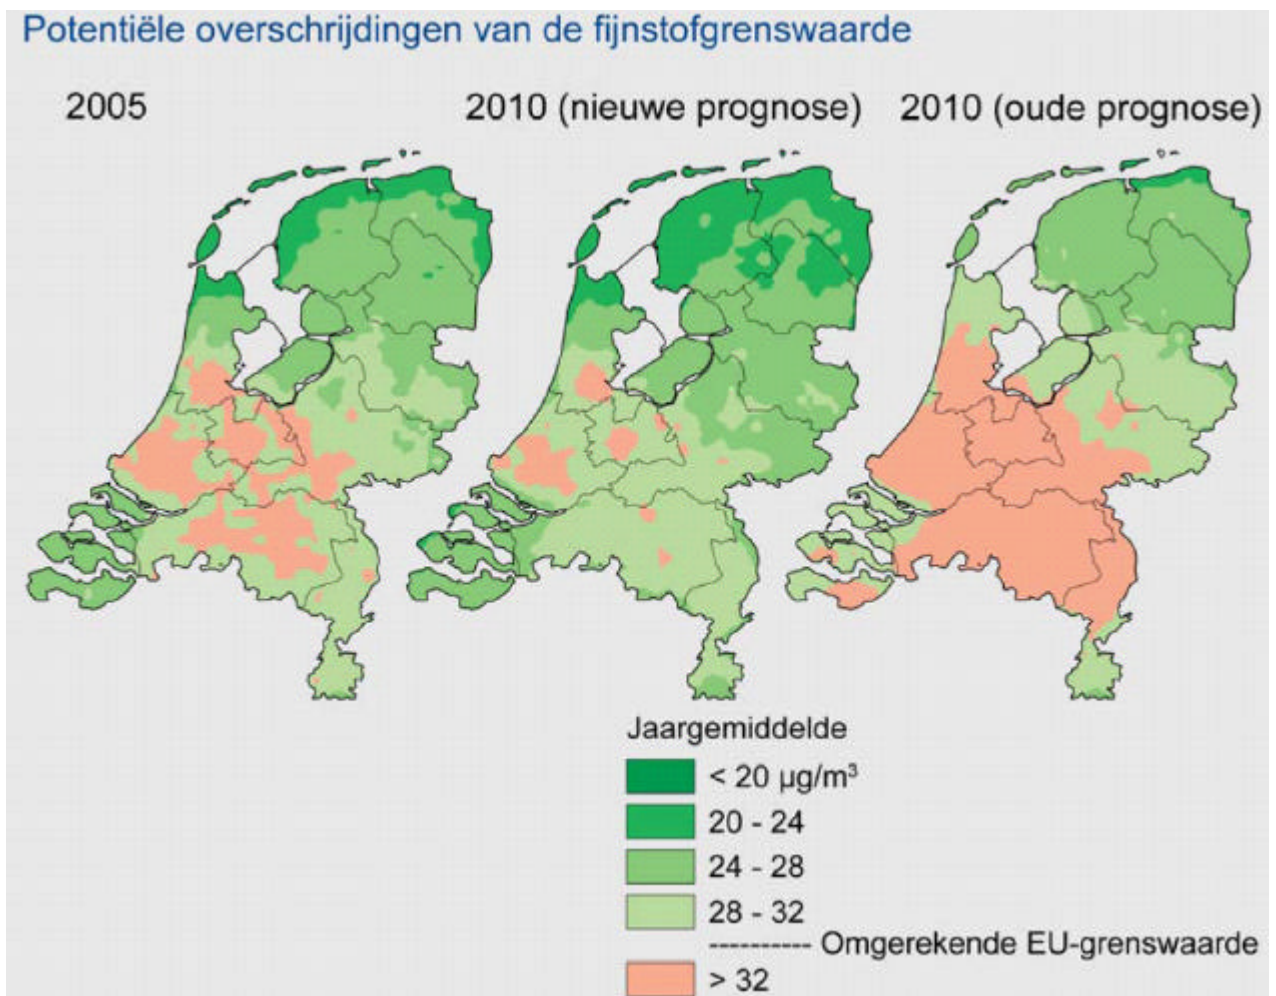 Potentiële overschrijdingen van de fijnstofgrenswaarde
2005
2010 (nieuwe prognose)
2010 (oude prognose)
Jaargemiddelde
< 20 µg/m³
20 - 24
24 - 28
28 - 32
---------- Omgerekende EU-grenswaarde
> 32